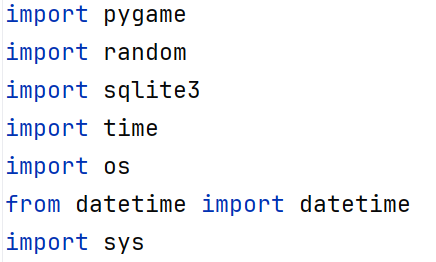 import pygame
import random
import sqlite3
import time
import os
from datetime import datetime
import sys